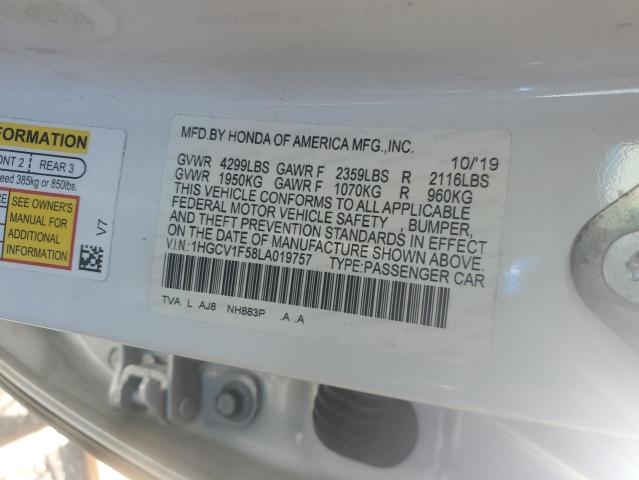 FORMATION
ONT 2 REAR 3
eed 385kg or 850lbs.
SEE OWNER'S
MANUAL FOR
ADDITIONAL
INFORMATION
V7
MFD.BY HONDA OF AMERICA MFG.,INC. 10/19
GVWR 4299LBS GAWR F 2359LBS R 2116LBS
GVWR 1950KG GAWR F 1070KG R 960KG
THIS VEHICLE CONFORMS TO ALL APPLICABLE
FEDERAL MOTOR VEHICLE SAFETY , BUMPER,
AND THEFT PREVENTION STANDARDS IN EFFECT
ON THE DATE OF MANUFACTURE SHOWN ABOVE.
V.I.N.:1HGCV1F58LA019757 TYPE:PASSENGER CAR
TVA L AJ8 NH883P .A .A